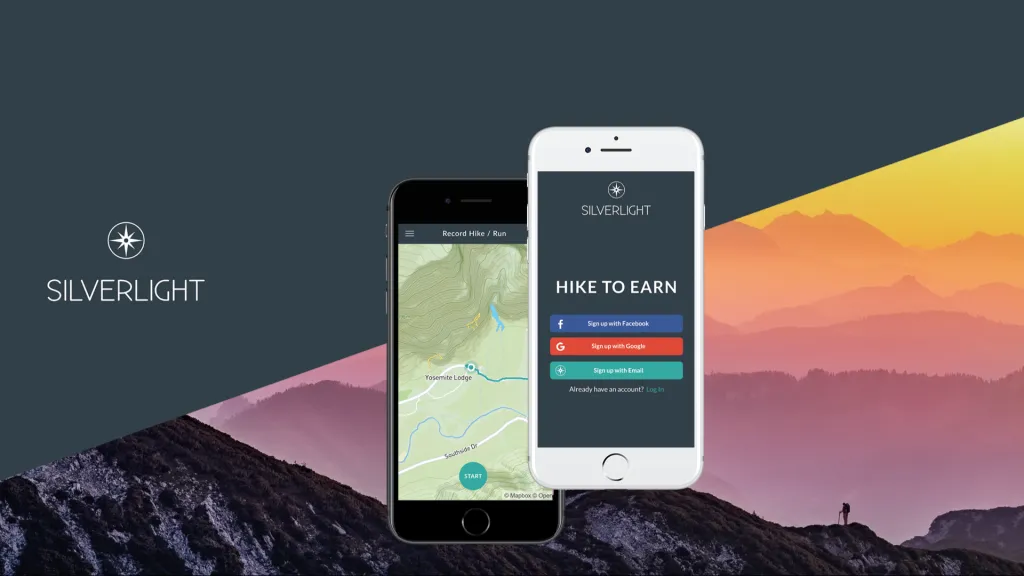 SILVERLIGHT
Record Hike / Run
Yosemite Lodge
Southside Dr
START
© Mapbox © Open
SILVERLIGHT
HIKE TO EARN
Sign up with Facebook
Sign up with Google
Sign up with Email
Already have an account? Log In